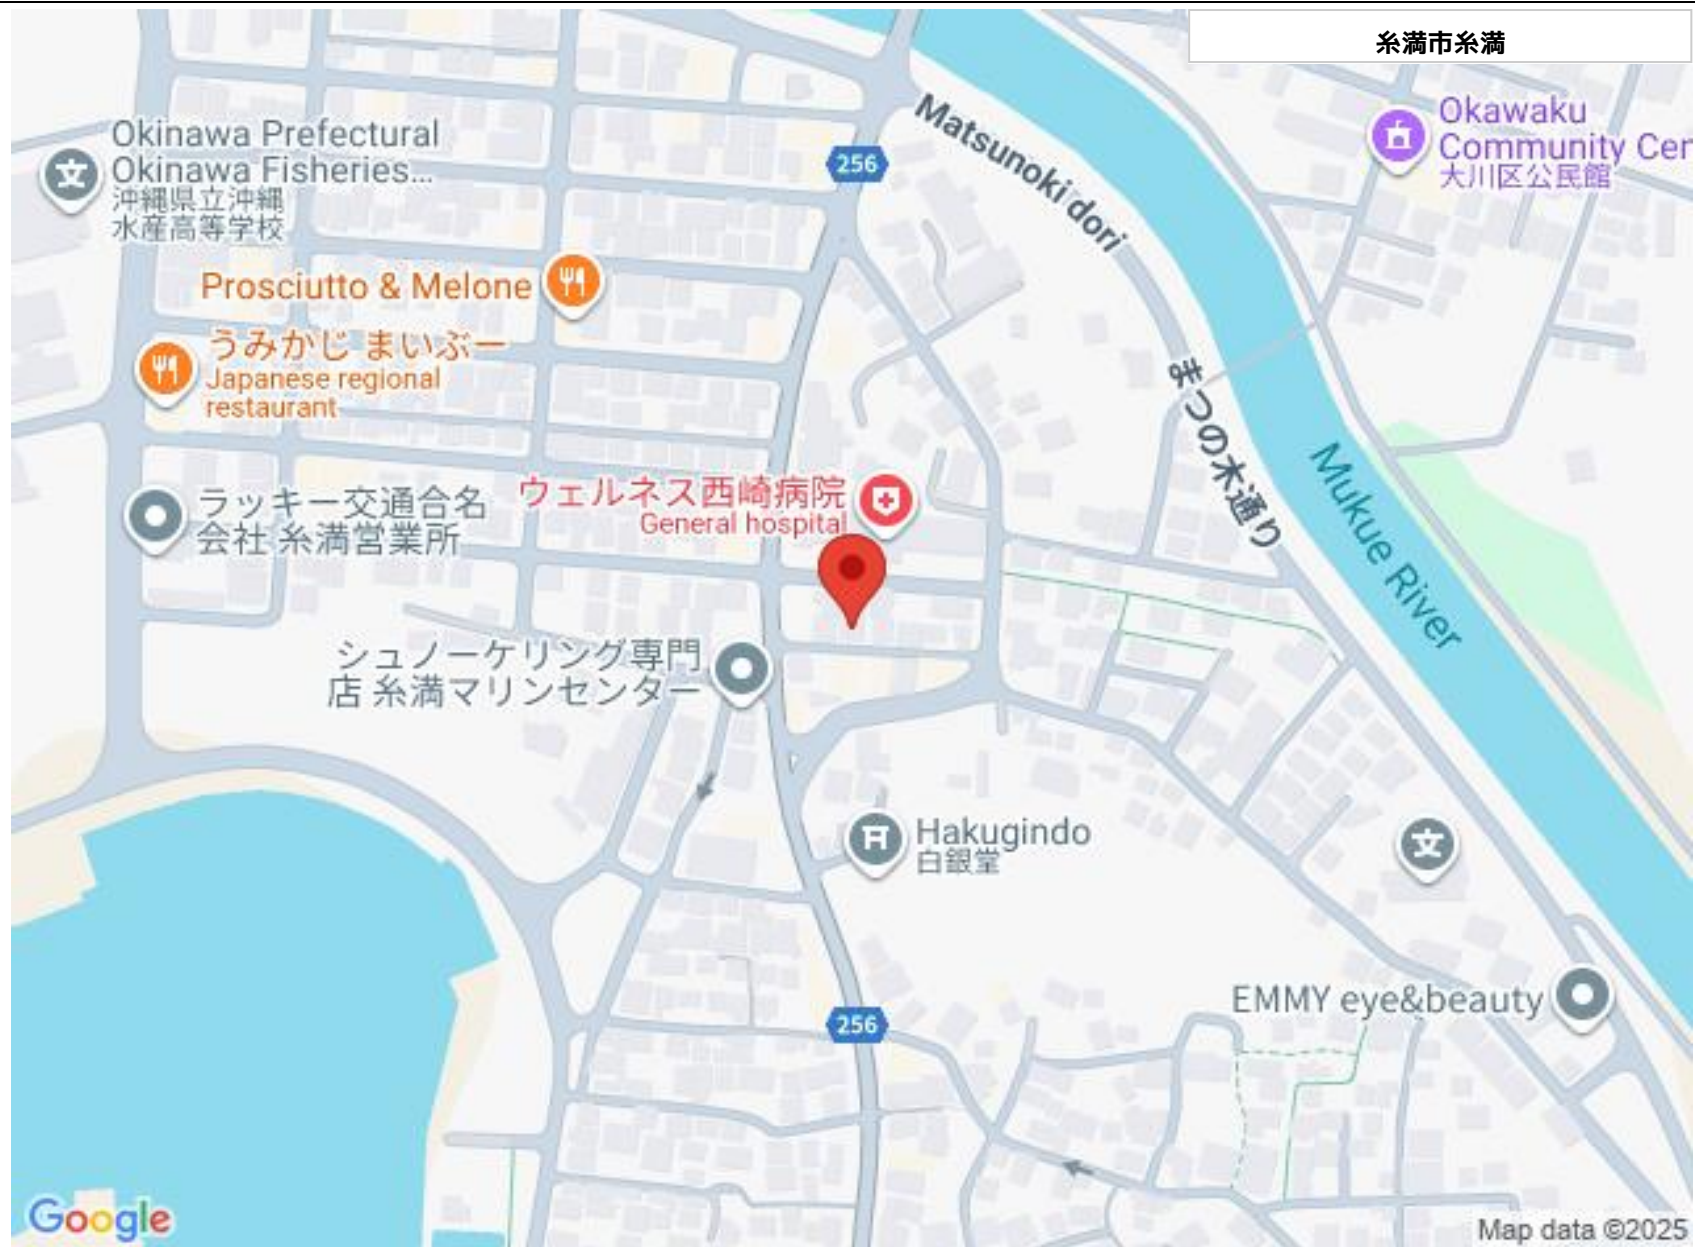 糸満市糸満
Matsunoki dori
Okawaku
Community Cen
大川区公民館
Okinawa Prefectural
Okinawa Fisheries...
沖縄県立沖縄
水産高等学校
256
Prosciutto & Melone
うみかじ まいぶー
Japanese regional
restaurant
まつの木通り
Mukue River
ラッキー交通合名
会社 糸満営業所
ウェルネス西崎病院
General hospital
シュノーケリング専門
店 糸満マリンセンター
Hakugindo
白銀堂
文
EMMY eye&beauty
256
Google
Map data ©2025